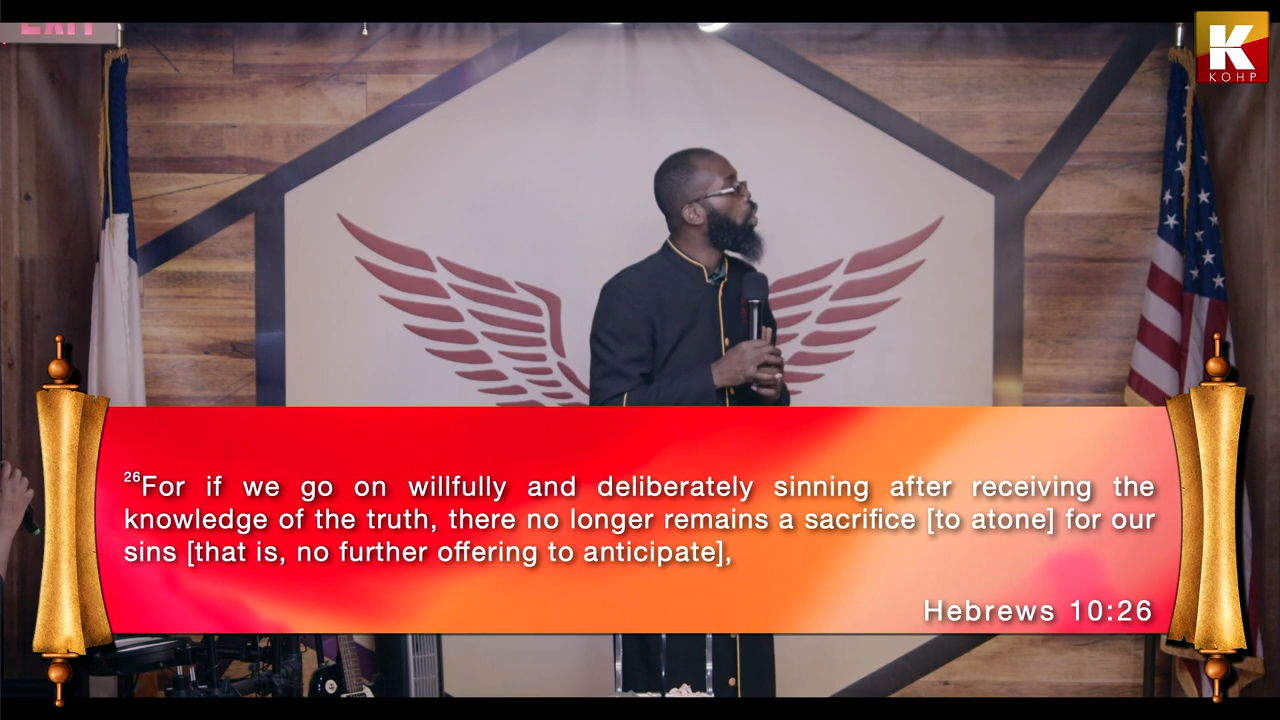 EXIT
K
KOHP
26For if we go on willfully and deliberately sinning after receiving the
knowledge of the truth, there no longer remains a sacrifice [to atone] for our
sins [that is, no further offering to anticipate],
Hebrews 10:26